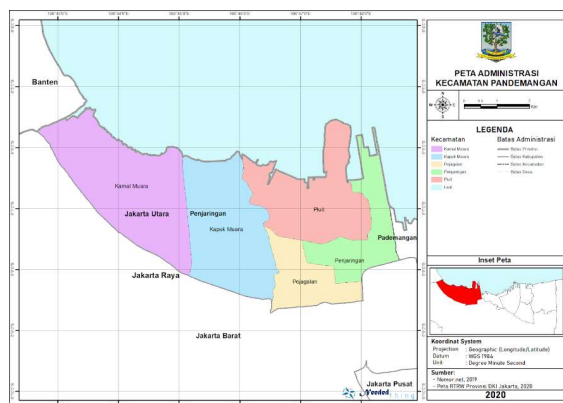 Banten
Kamal Muara
Jakarta Utara
Penjaringan
Kapuk Muara
Pluit
Pademangan
Penjaringan
Pejagalan
Jakarta Raya
Jakarta Barat
Jakarta Pusat
Needed
PETA ADMINISTRASI
KECAMATAN PANDEMANGAN
N
W
E
S
Km
LEGENDA
Kecamatan
Kamal Muara
Kapuk Muara
Pejagalan
Penjaringan
Pluit
Laut
Batas Administrasi
Batas Provinsi
Batas Kabupaten
Batas Kecamatan
Batas Desa
Inset Peta
Koordinat System
Projection : Geographic (Longitude/Latitude)
Datum : WGS 1984
Unit : Degree Minute Second
Sumber:
- Nomor.net, 2019
- Peta RTRW Provinsi DKI Jakarta, 2020
2020